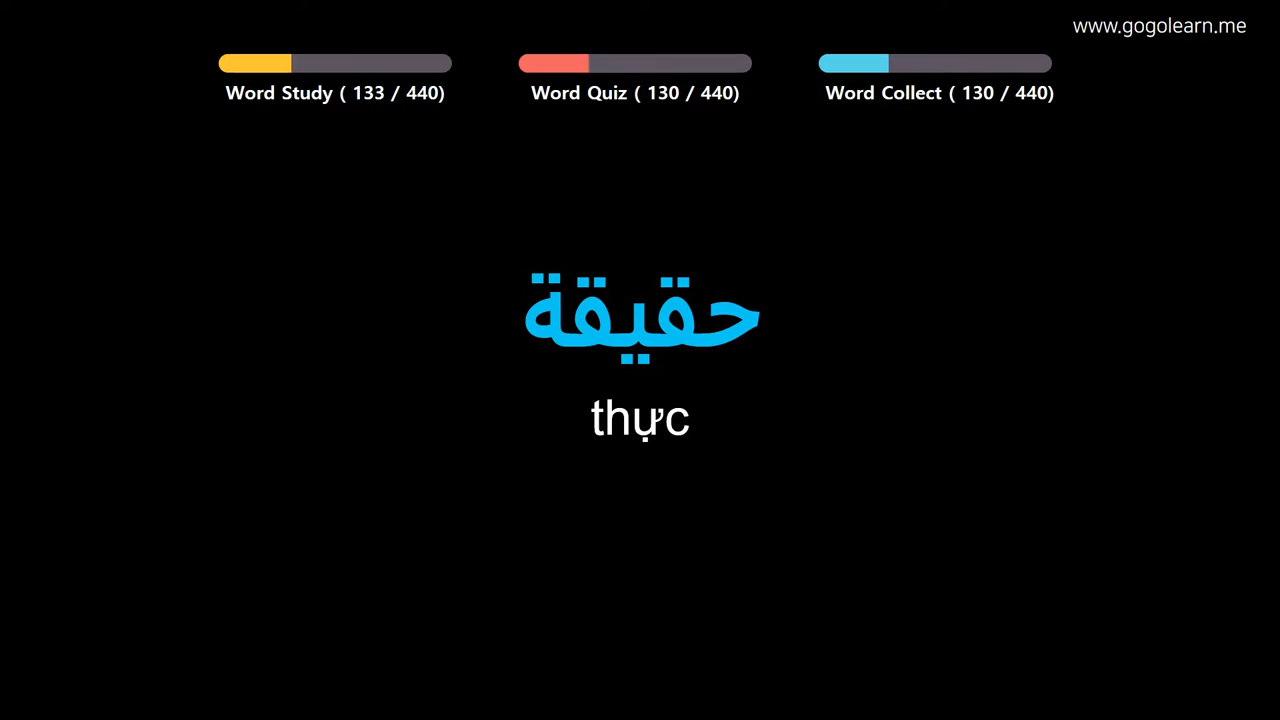 www.gogolearn.me
Word Study ( 133 / 440)
Word Quiz ( 130 / 440)
Word Collect ( 130 / 440)
حقيقة
thực